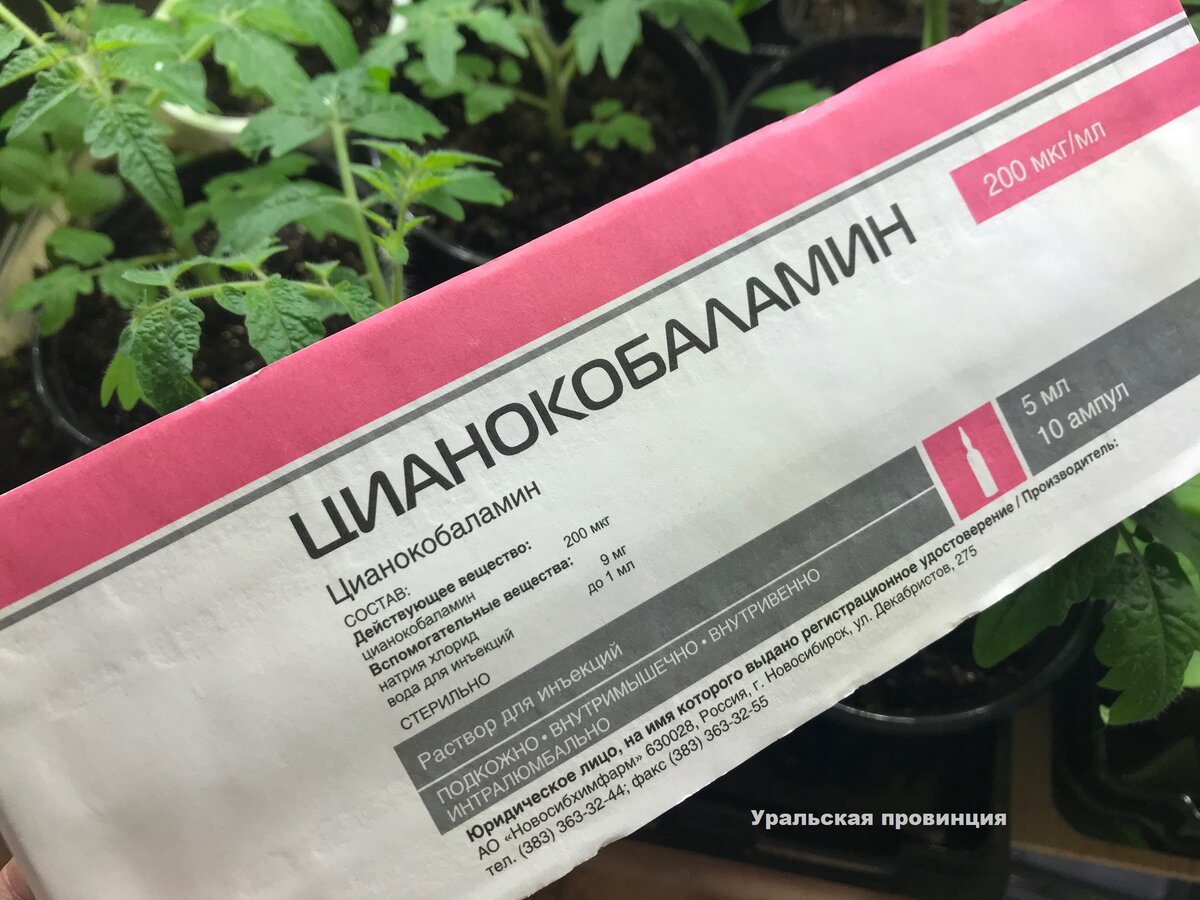 200 мкг/мл
ЦИАНОКОБАЛАМИН
Цианокобаламин
5 мл
10 ампул
СОСТАВ:
Действующее вещество:
цианокобаламин 200 мкг
Вспомогательные вещества:
натрия хлорид 9 мг
вода для инъекций до 1 мл
СТЕРИЛЬНО
Раствор для инъекций
ПОДКОЖНО • ВНУТРИМЫШЕЧНО • ВНУТРИВЕННО
ИНТРАЛЮМБАЛЬНО
Юридическое лицо, на имя которого выдано регистрационное удостоверение / Производитель:
АО «Новосибхимфарм» 630028, Россия, г. Новосибирск, ул. Декабристов, 275
тел. (383) 363-32-44; факс (383) 363-32-55
Уральская провинция